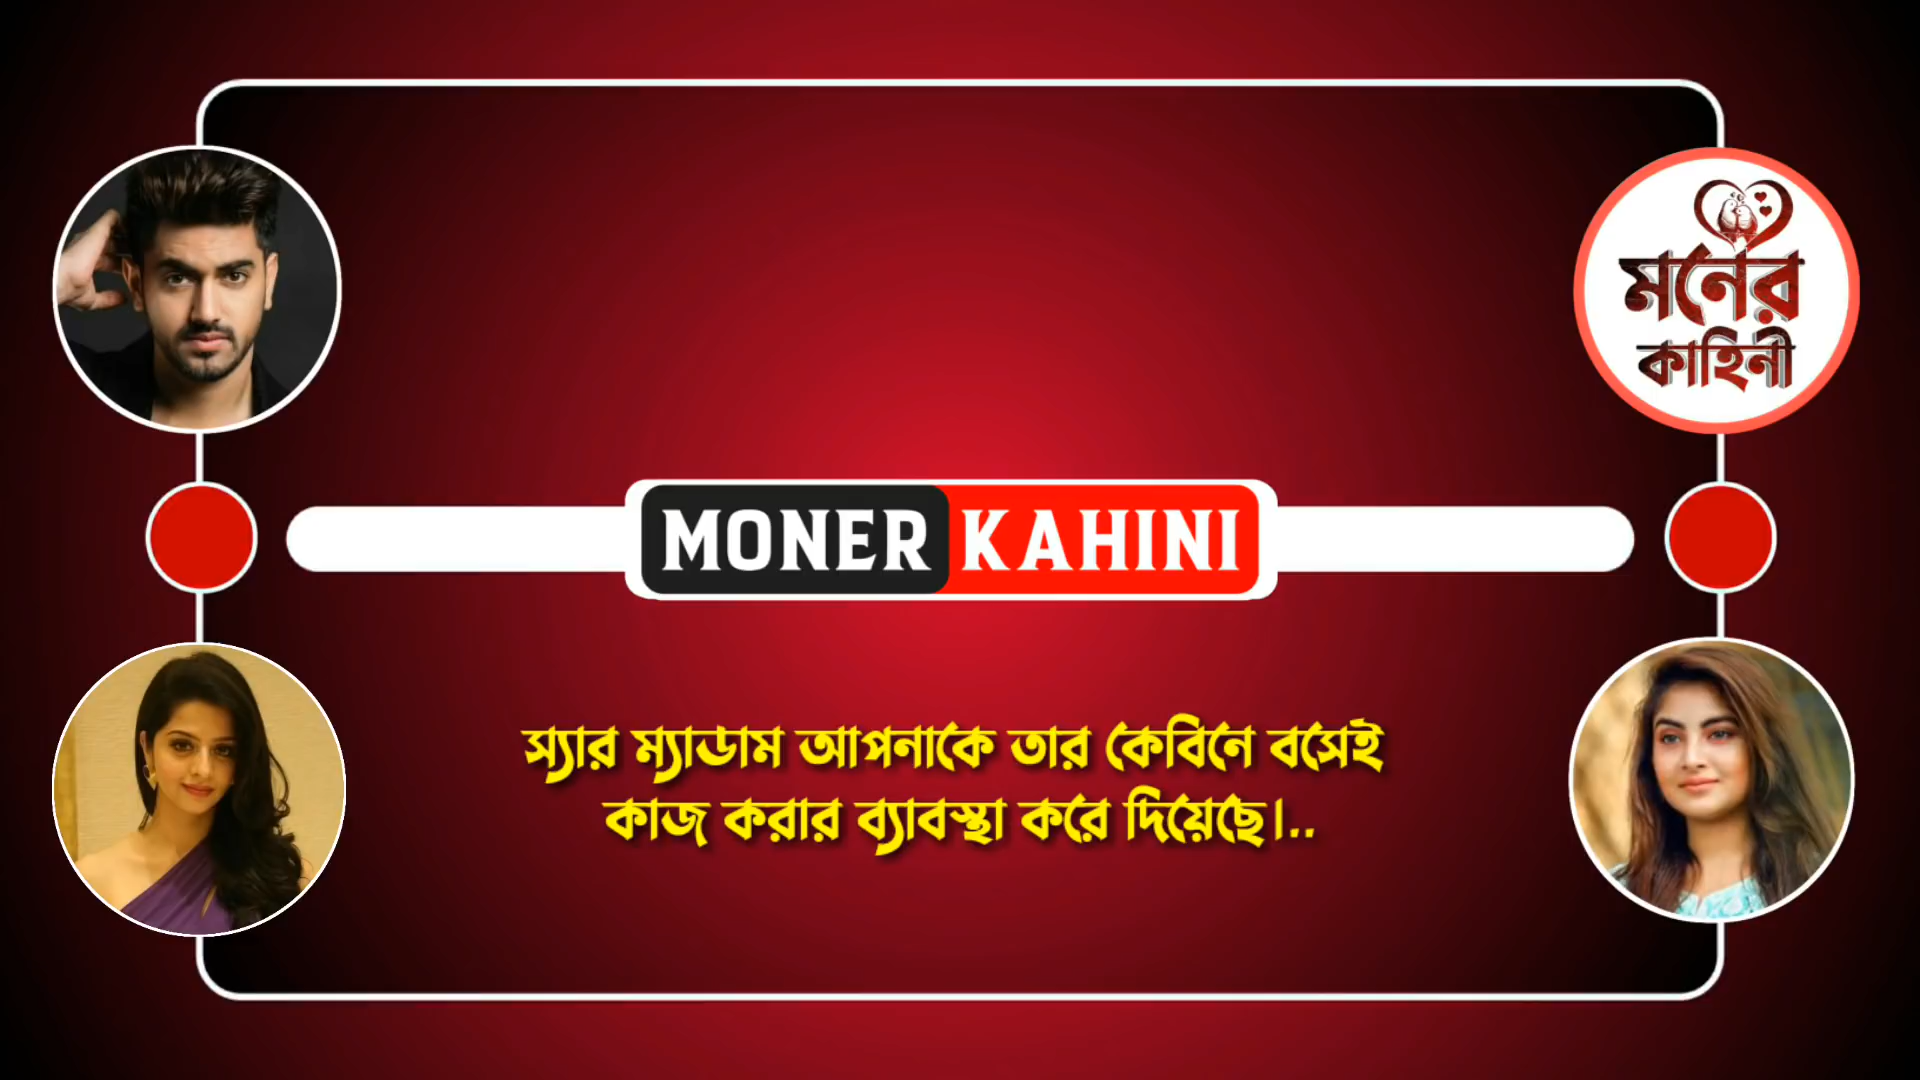 মনের
কাহিনী
MONER KAHINI
স্যার ম্যাডাম আপনাকে তার কেবিনে বসেই
কাজ করার ব্যাবস্থা করে দিয়েছে।..